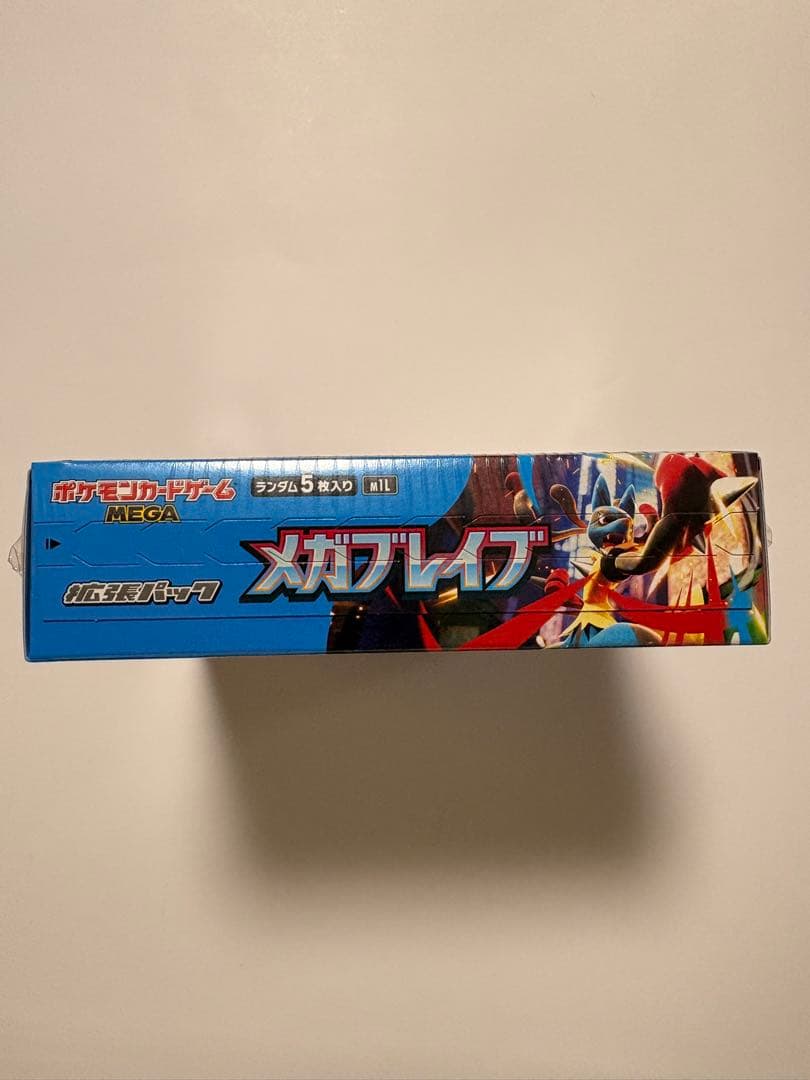 ポケモンカードゲーム
MEGA
ランダム5枚入り M1L
メガブレイブ
拡張パック